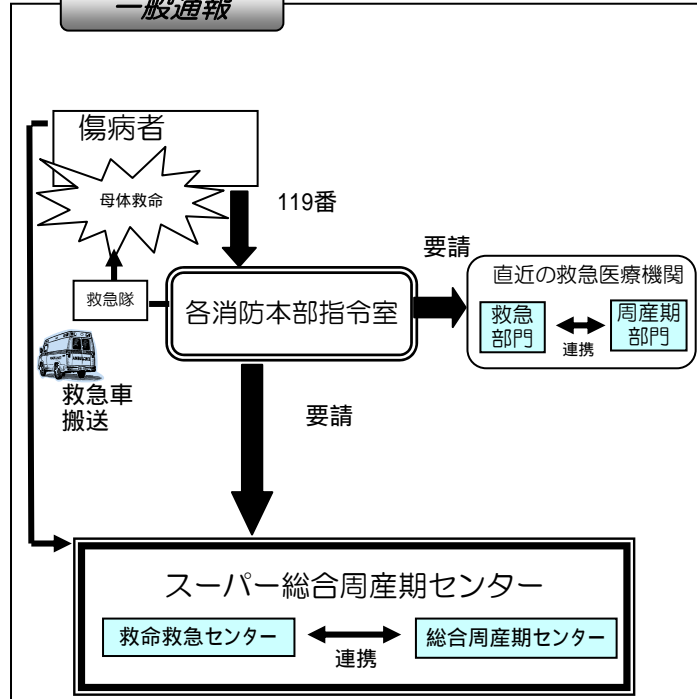 一般通報
傷病者
母体救命
119番
要請
直近の救急医療機関
救急
部門
連携
周産期
部門
救急隊
各消防本部指令室
救急車
搬送
要請
スーパー総合周産期センター
救命救急センター
連携
総合周産期センター